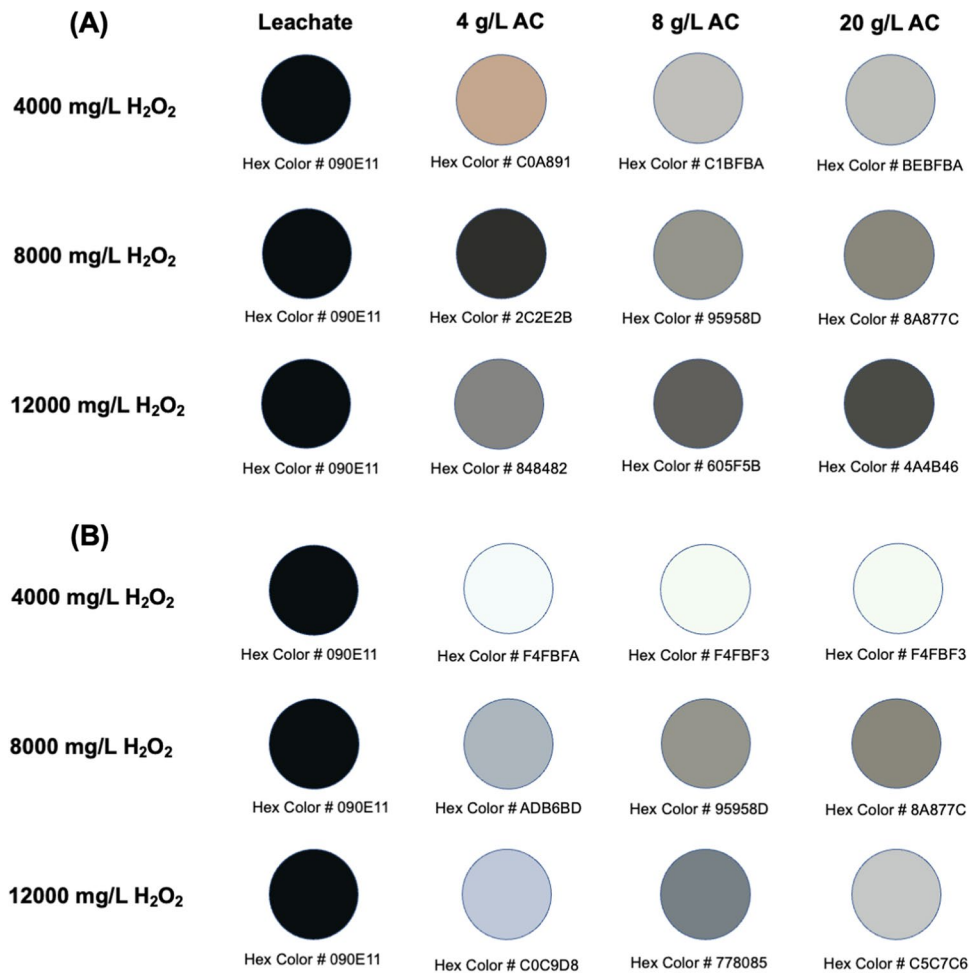 (A) Leachate 4 g/L AC 8 g/L AC 20 g/L AC
4000 mg/L H₂O₂
Hex Color # 090E11 Hex Color # C0A891 Hex Color # C1BFBA Hex Color # BEBFBA
8000 mg/L H₂O₂
Hex Color # 090E11 Hex Color # 2C2E2B Hex Color # 95958D Hex Color # 8A877C
12000 mg/L H₂O₂
Hex Color # 090E11 Hex Color # 848482 Hex Color # 605F5B Hex Color # 4A4B46
(B)
4000 mg/L H₂O₂
Hex Color # 090E11 Hex Color # F4FBFA Hex Color # F4FBF3 Hex Color # F4FBF3
8000 mg/L H₂O₂
Hex Color # 090E11 Hex Color # ADB6BD Hex Color # 95958D Hex Color # 8A877C
12000 mg/L H₂O₂
Hex Color # 090E11 Hex Color # C0C9D8 Hex Color # 778085 Hex Color # C5C7C6